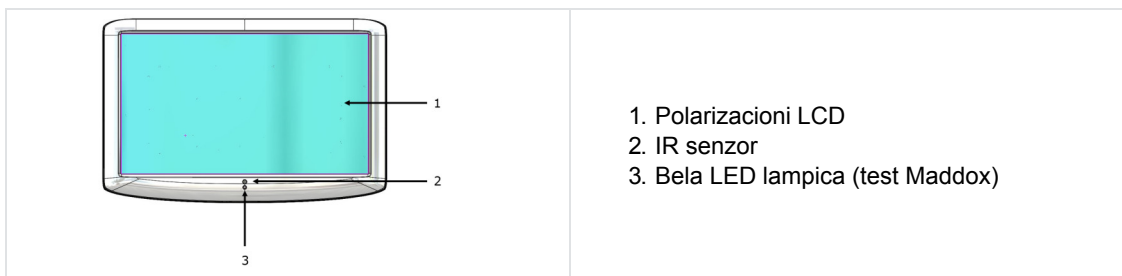 1
2
3
1. Polarizacioni LCD
2. IR senzor
3. Bela LED lampica (test Maddox)